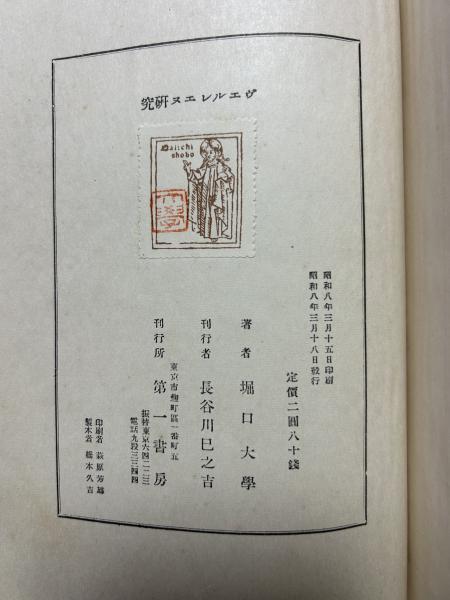 ヴエルレエヌ研究
Daiichi
shobo
大學
昭和八年三月十五日印刷
昭和八年三月十八日發行
定價二圓八十錢
著者 堀口大學
刊行者 長谷川巳之吉
東京市麹町區一番町五
刊行所 第一書房
振替東京六四二二三
電話九段三三四四
印刷者 萩原芳雄
製本者 橋本久吉